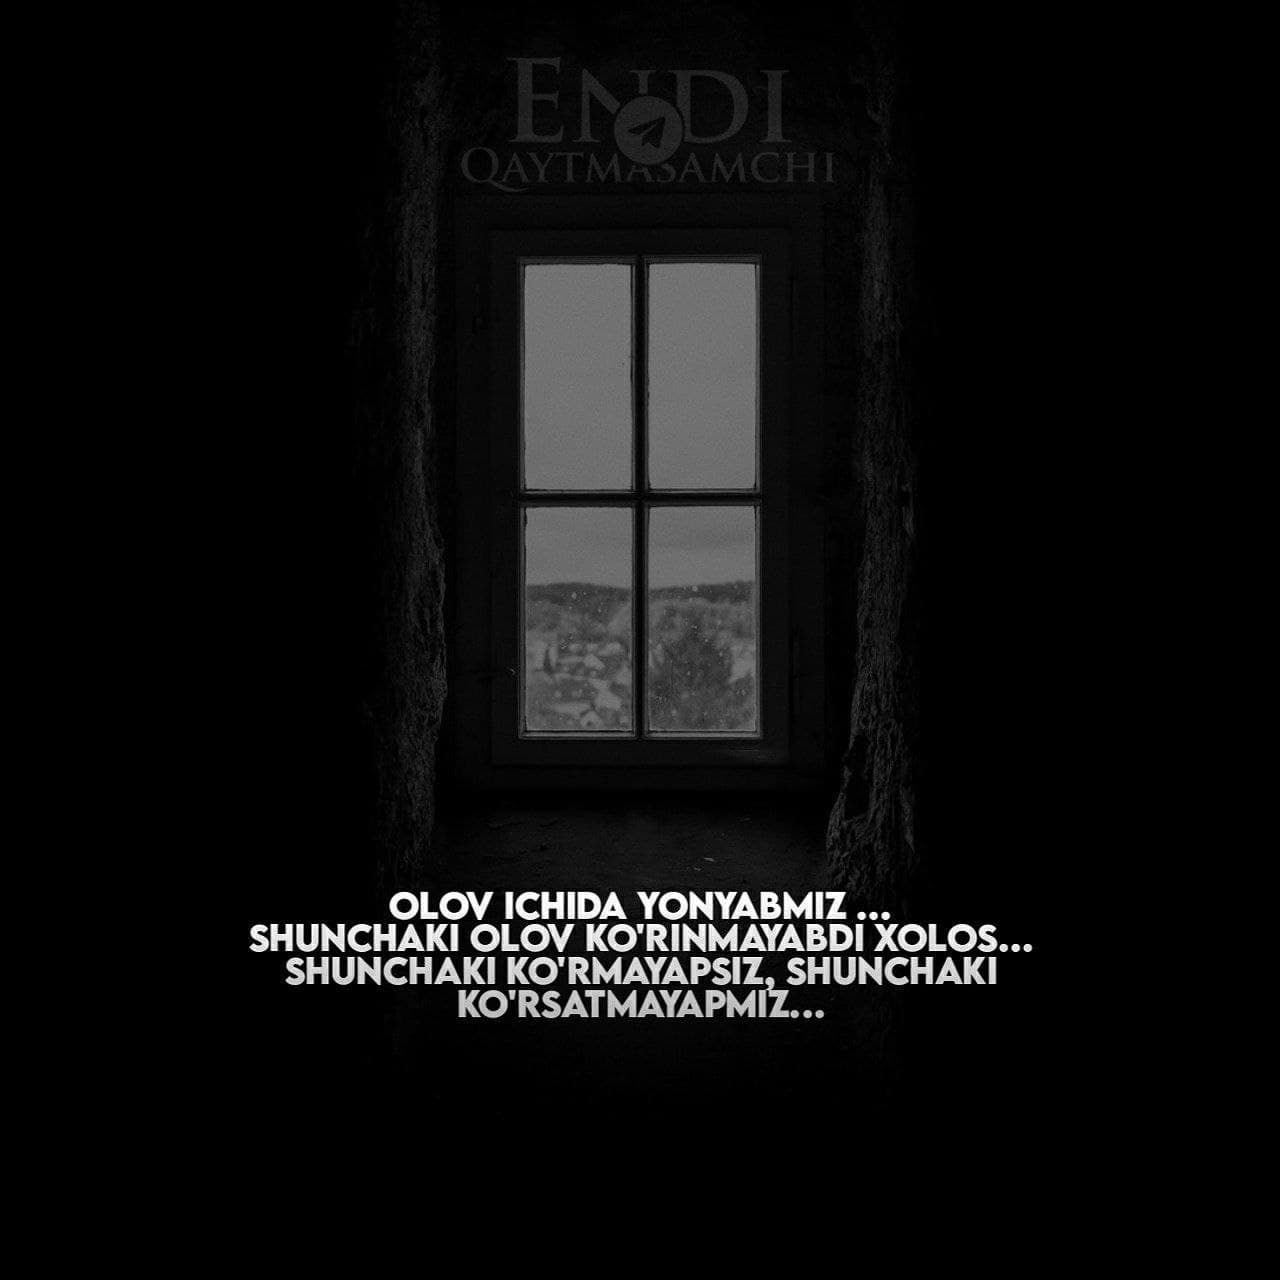 ENDI
QAYTMASAMCHI
OLOV ICHIDA YONYABMIZ ...
SHUNCHAKI OLOV KO'RINMAYABDI XOLOS...
SHUNCHAKI KO'RMAYAPSIZ, SHUNCHAKI
KO'RSATMAYAPMIZ...